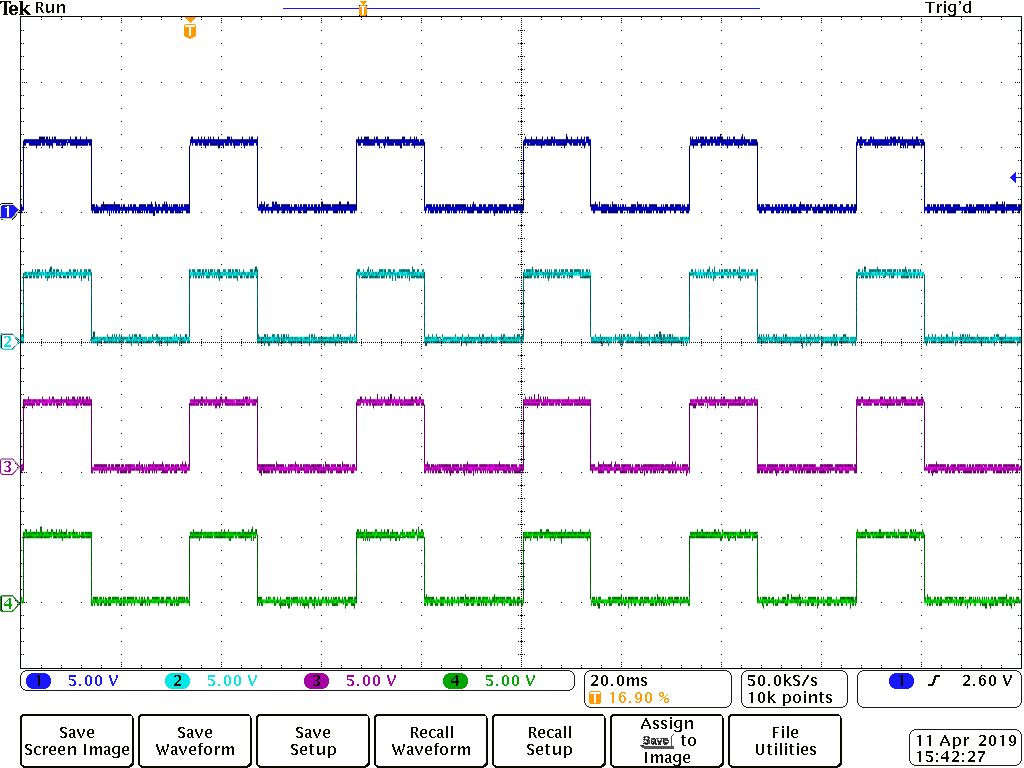 Tek Run Trig'd
T
T
1
2
3
4
1 5.00 V 2 5.00 V 3 5.00 V 4 5.00 V
20.0ms
T 16.90 %
50.0kS/s
10k points
1 2.60 V
Save
Screen Image
Save
Waveform
Save
Setup
Recall
Waveform
Recall
Setup
Assign
Save to
Image
File
Utilities
11 Apr 2019
15:42:27